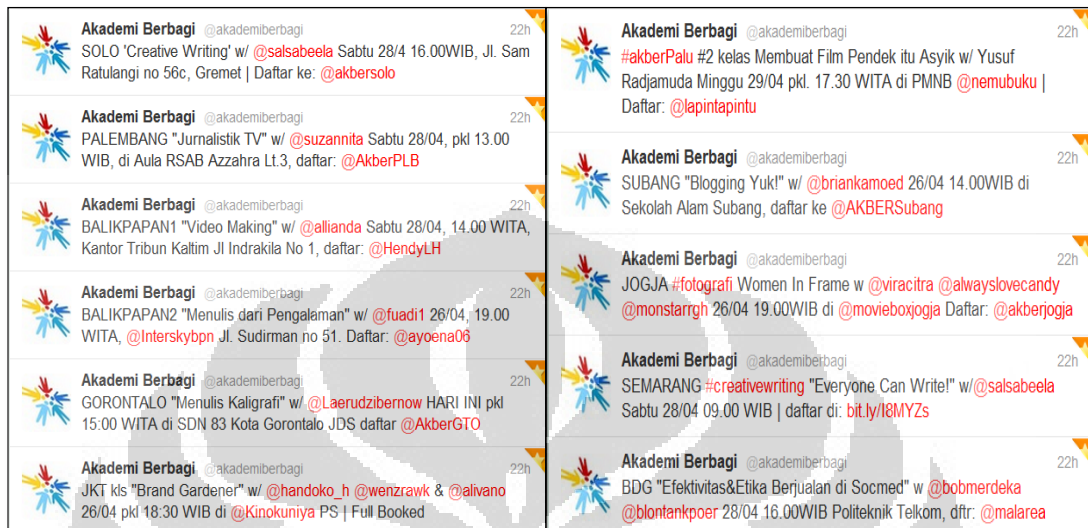 Akademi Berbagi @akademiberbagi 22h
SOLO 'Creative Writing' w/ @salsabeela Sabtu 28/4 16.00WIB, Jl. Sam
Ratulangi no 56c, Gremet | Daftar ke: @akbersolo
Akademi Berbagi @akademiberbagi 22h
PALEMBANG "Jurnalistik TV" w/ @suzannita Sabtu 28/04, pkl 13.00
WIB, di Aula RSAB Azzahra Lt.3, daftar: @AkberPLB
Akademi Berbagi @akademiberbagi 22h
BALIKPAPAN1 "Video Making" w/ @allianda Sabtu 28/04, 14.00 WITA,
Kantor Tribun Kaltim Jl Indrakila No 1, daftar: @HendyLH
Akademi Berbagi @akademiberbagi 22h
BALIKPAPAN2 "Menulis dari Pengalaman" w/ @fuadi1 26/04, 19.00
WITA, @Interskybpn Jl. Sudirman no 51. Daftar: @ayoena06
Akademi Berbagi @akademiberbagi 22h
GORONTALO "Menulis Kaligrafi" w/ @Laerudzibernow HARI INI pkl
15:00 WITA di SDN 83 Kota Gorontalo JDS daftar @AkberGTO
Akademi Berbagi @akademiberbagi 22h
JKT kls "Brand Gardener" w/ @handoko_h @wenzrawk & @alivano
26/04 pkl 18:30 WIB di @Kinokuniya PS | Full Booked
Akademi Berbagi @akademiberbagi 22h
#akberPalu #2 kelas Membuat Film Pendek itu Asyik w/ Yusuf
Radjamuda Minggu 29/04 pkl. 17.30 WITA di PMNB @nemubuku |
Daftar: @lapintapintu
Akademi Berbagi @akademiberbagi 22h
SUBANG "Blogging Yuk!" w/ @briankamoed 26/04 14.00WIB di
Sekolah Alam Subang, daftar ke @AKBERSubang
Akademi Berbagi @akademiberbagi 22h
JOGJA #fotografi Women In Frame w @viracitra @alwayslovecandy
@monstarrgh 26/04 19.00WIB di @movieboxjogja Daftar: @akberjogja
Akademi Berbagi @akademiberbagi 22h
SEMARANG #creativewriting "Everyone Can Write!" w/@salsabeela
Sabtu 28/04 09.00 WIB | daftar di: bit.ly/I8MYZs
Akademi Berbagi @akademiberbagi 22h
BDG "Efektivitas&Etika Berjualan di Socmed" w @bobmerdeka
@blontankpoer 28/04 16.00WIB Politeknik Telkom, dftr: @malarea